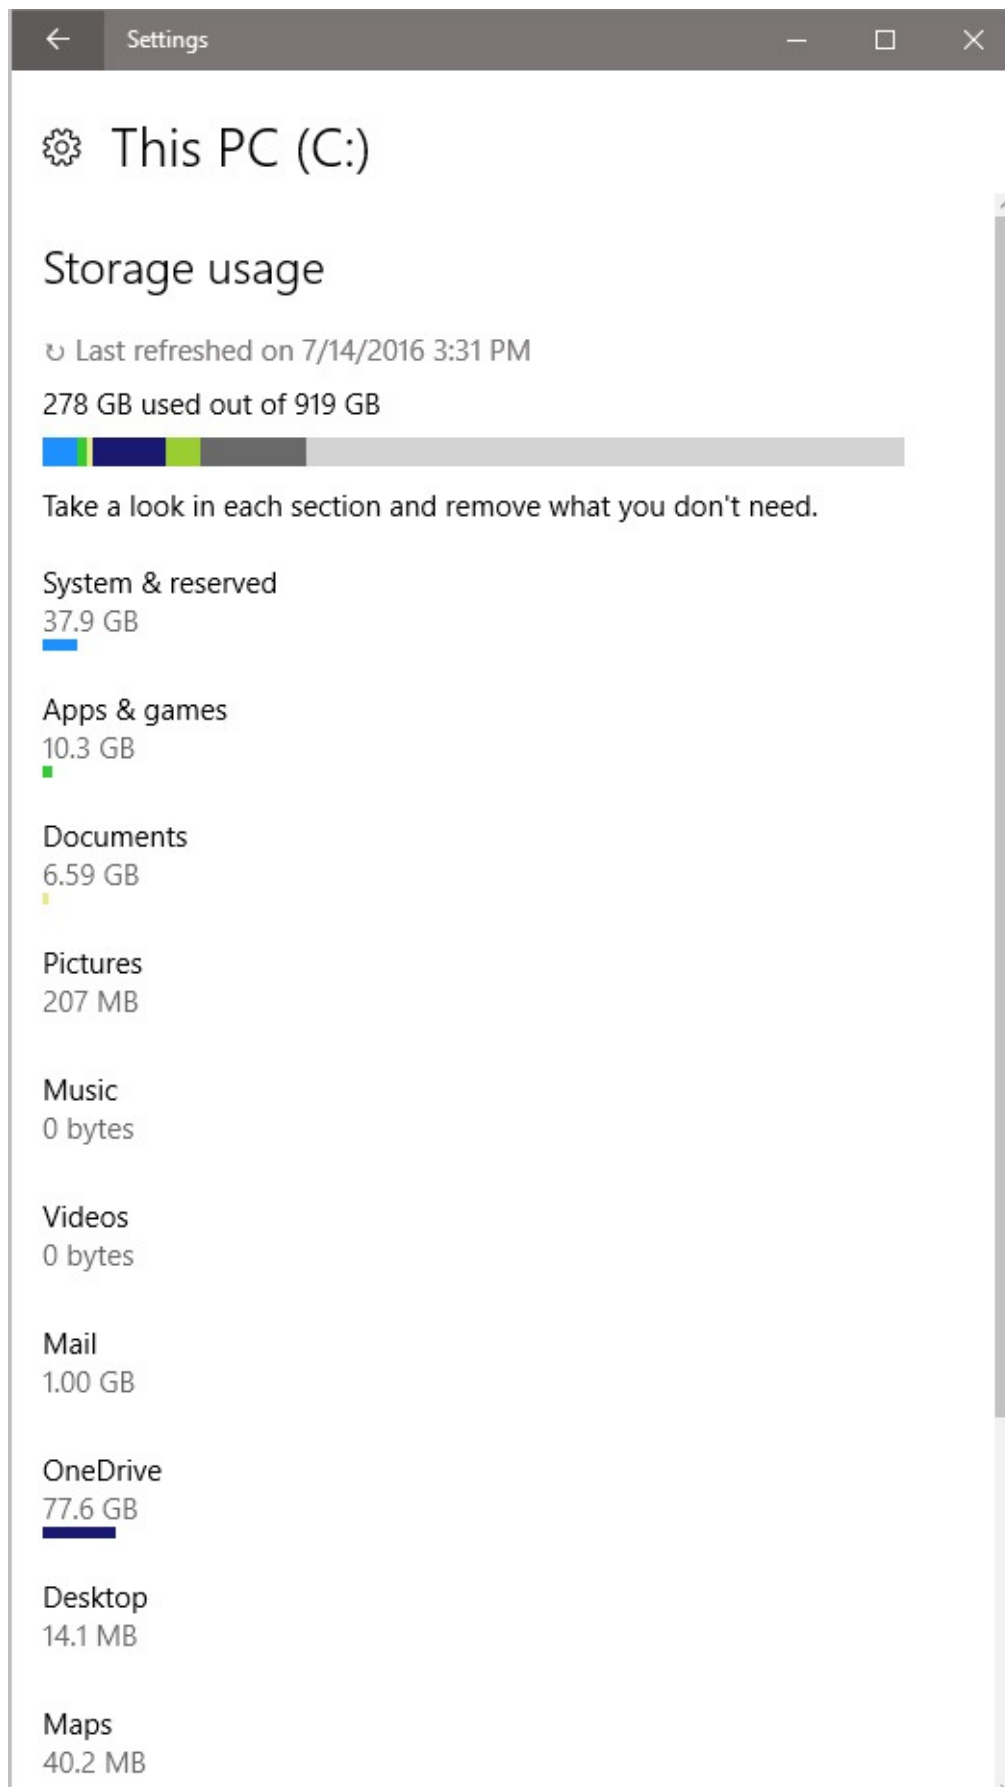 Settings
This PC (C:)
Storage usage
Last refreshed on 7/14/2016 3:31 PM
278 GB used out of 919 GB
Take a look in each section and remove what you don't need.
System & reserved
37.9 GB
Apps & games
10.3 GB
Documents
6.59 GB
Pictures
207 MB
Music
0 bytes
Videos
0 bytes
Mail
1.00 GB
OneDrive
77.6 GB
Desktop
14.1 MB
Maps
40.2 MB